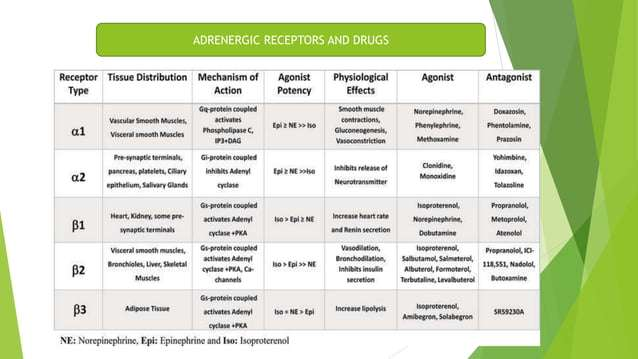 ADRENERGIC RECEPTORS AND DRUGS
Receptor Type Tissue Distribution Mechanism of Action Agonist Potency Physiological Effects Agonist Antagonist
α1 Vascular Smooth Muscles, Visceral smooth Muscles Gq-protein coupled activates Phospholipase C, IP3+DAG Epi ≥ NE >> Iso Smooth muscle contractions, Gluconeogenesis, Vasoconstriction Norepinephrine, Phenylephrine, Methoxamine Doxazosin, Phentolamine, Prazosin
α2 Pre-synaptic terminals, pancreas, platelets, Ciliary epithelium, Salivary Glands Gi-protein coupled inhibits Adenyl cyclase Epi ≥ NE >>Iso Inhibits release of Neurotransmitter Clonidine, Monoxidine Yohimbine, Idazoxan, Tolazoline
β1 Heart, Kidney, some pre-synaptic terminals Gs-protein coupled activates Adenyl cyclase +PKA Iso > Epi ≥ NE Increase heart rate and Renin secretion Isoproterenol, Norepinephrine, Dobutamine Propranolol, Metoprolol, Atenolol
β2 Visceral smooth muscles, Bronchioles, Liver, Skeletal Muscles Gs-protein coupled activates Adenyl cyclase +PKA, Ca-channels Iso > Epi >> NE Vasodilation, Bronchodilation, Inhibits insulin secretion Isoproterenol, Salbutamol, Salmeterol, Albuterol, Formoterol, Terbutaline, Levalbuterol Propranolol, ICI-118,551, Nadolol, Butoxamine
β3 Adipose Tissue Gs-protein coupled activates Adenyl cyclase +PKA Iso = NE > Epi Increase lipolysis Isoproterenol, Amibegron, Solabegron SR59230A
NE: Norepinephrine, Epi: Epinephrine and Iso: Isoproterenol